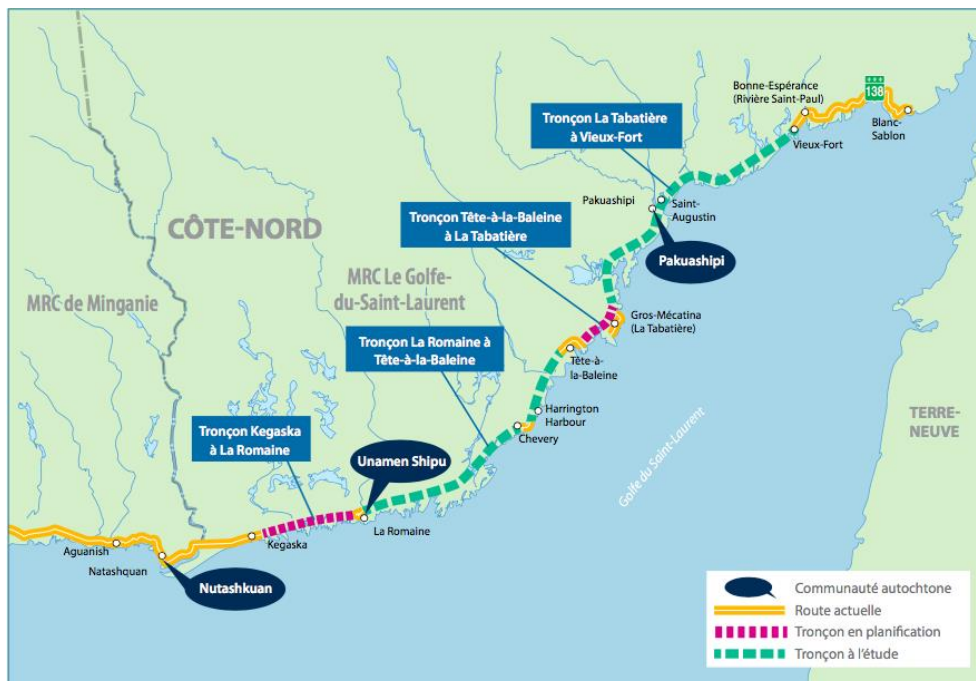 Bonne-Espérance
(Rivière Saint-Paul)
138
Blanc-
Sablon
Tronçon La Tabatière
à Vieux-Fort
Vieux-Fort
Pakuashipi
Saint-
Augustin
Tronçon Tête-à-la-Baleine
à La Tabatière
Pakuashipi
CÔTE-NORD
MRC Le Golfe-
du-Saint-Laurent
MRC de Minganie
Gros-Mécatina
(La Tabatière)
Tronçon La Romaine à
Tête-à-la-Baleine
Tête-à-
la-Baleine
Harrington
Harbour
Chevery
TERRE-
NEUVE
Tronçon Kegaska
à La Romaine
Unamen Shipu
Golfe du Saint-Laurent
La Romaine
Kegaska
Aguanish
Natashquan
Nutashkuan
Communauté autochtone
Route actuelle
Tronçon en planification
Tronçon à l'étude